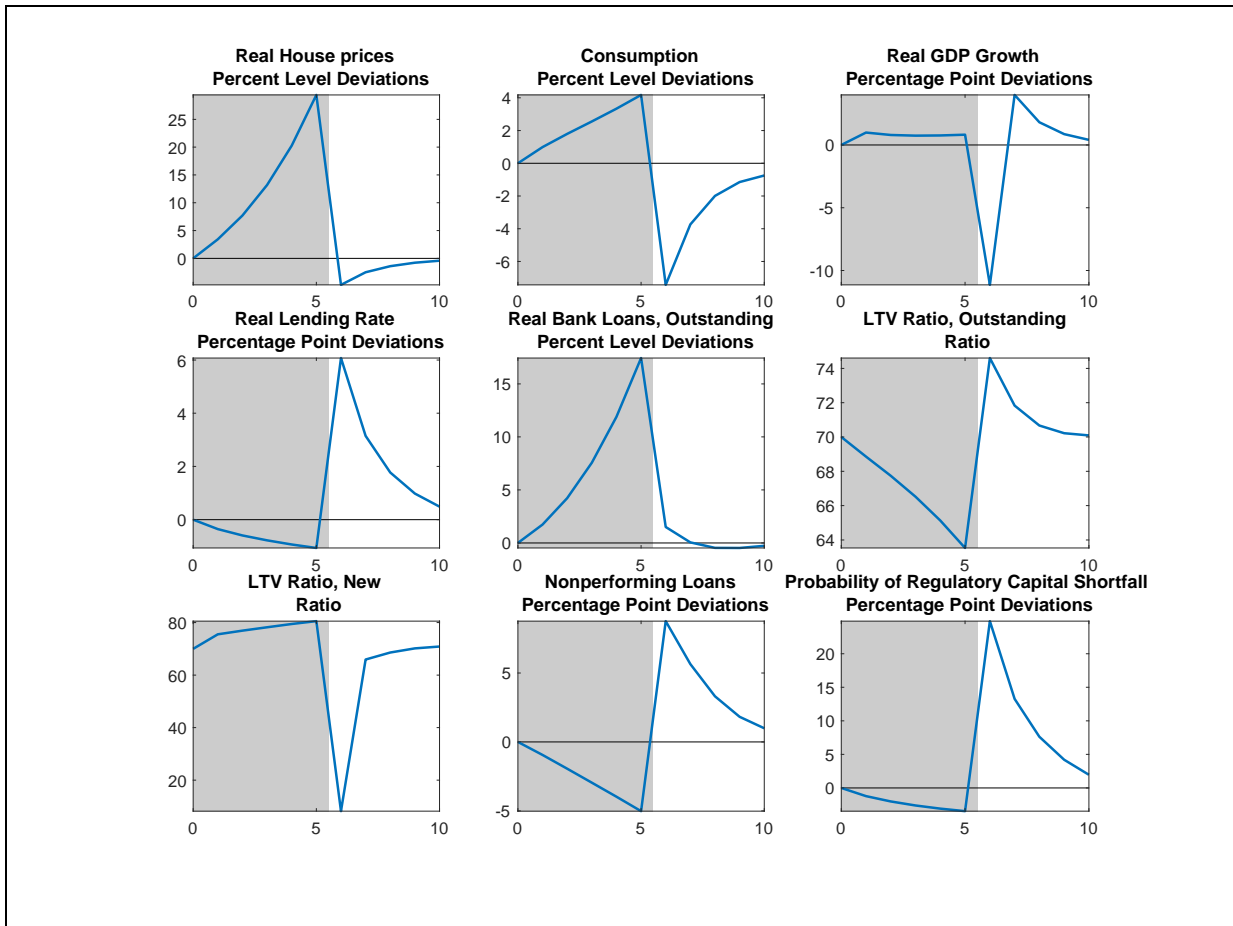 Real House prices
Percent Level Deviations
25
20
15
10
5
0
0 5 10
Consumption
Percent Level Deviations
4
2
0
-2
-4
-6
0 5 10
Real GDP Growth
Percentage Point Deviations
0
-5
-10
0 5 10
Real Lending Rate
Percentage Point Deviations
6
4
2
0
0 5 10
Real Bank Loans, Outstanding
Percent Level Deviations
15
10
5
0
0 5 10
LTV Ratio, Outstanding
Ratio
74
72
70
68
66
64
0 5 10
LTV Ratio, New
Ratio
80
60
40
20
0 5 10
Nonperforming Loans
Percentage Point Deviations
5
0
-5
0 5 10
Probability of Regulatory Capital Shortfall
Percentage Point Deviations
20
15
10
5
0
0 5 10